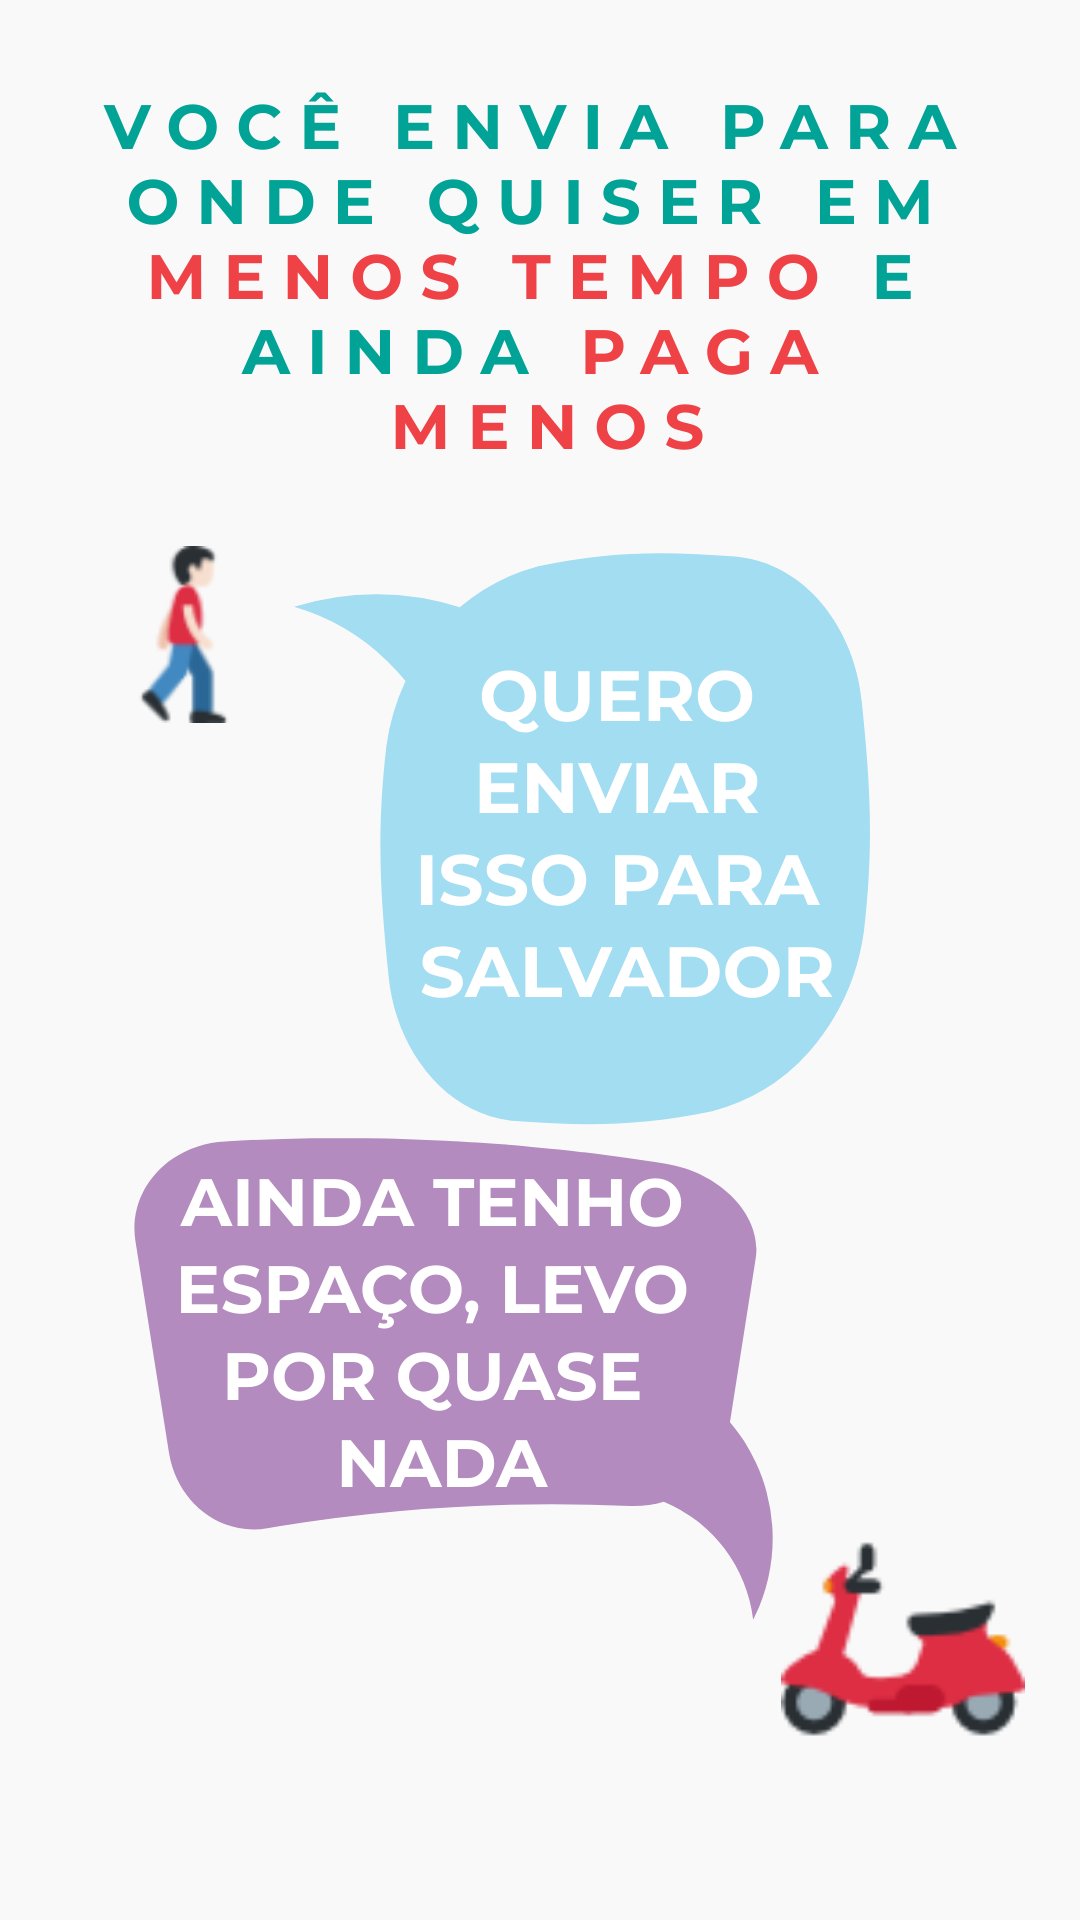 VOCÊ ENVIA PARA
ONDE QUISER EM
MENOS TEMPO E
AINDA PAGA
MENOS
QUERO
ENVIAR
ISSO PARA
SALVADOR
AINDA TENHO
ESPAÇO, LEVO
POR QUASE
NADA